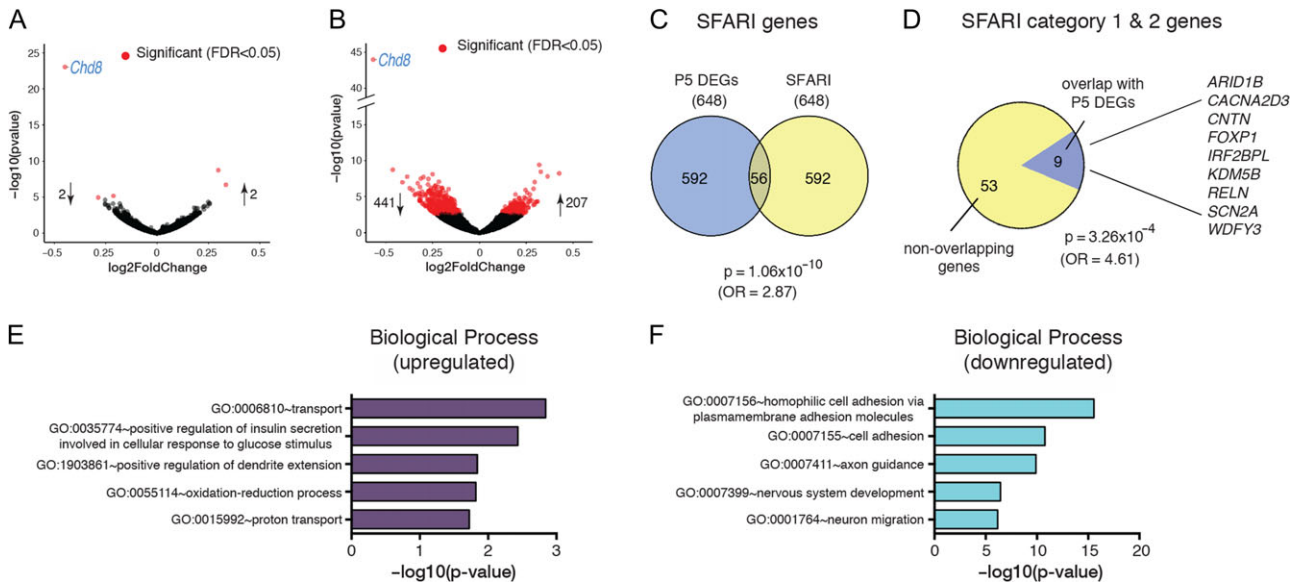 A
25
20
15
10
5
0
−log10(pvalue)
Chd8
Significant (FDR<0.05)
2
2
−0.5
−0.25
0
0.25
0.5
log2FoldChange
B
45
40
15
10
5
0
−log10(pvalue)
Chd8
Significant (FDR<0.05)
441
207
−0.5
−0.25
0
0.25
0.5
log2FoldChange
C
SFARI genes
P5 DEGs
(648)
SFARI
(648)
592
56
592
p = 1.06x10⁻¹⁰
(OR = 2.87)
D
SFARI category 1 & 2 genes
overlap with
P5 DEGs
9
53
non-overlapping
genes
p = 3.26x10⁻⁴
(OR = 4.61)
ARID1B
CACNA2D3
CNTN
FOXP1
IRF2BPL
KDM5B
RELN
SCN2A
WDFY3
E
Biological Process
(upregulated)
GO:0006810~transport
GO:0035774~positive regulation of insulin secretion
involved in cellular response to glucose stimulus
GO:1903861~positive regulation of dendrite extension
GO:0055114~oxidation-reduction process
GO:0015992~proton transport
0
1
2
3
−log10(p-value)
F
Biological Process
(downregulated)
GO:0007156~homophilic cell adhesion via
plasmamembrane adhesion molecules
GO:0007155~cell adhesion
GO:0007411~axon guidance
GO:0007399~nervous system development
GO:0001764~neuron migration
0
5
10
15
20
−log10(p-value)